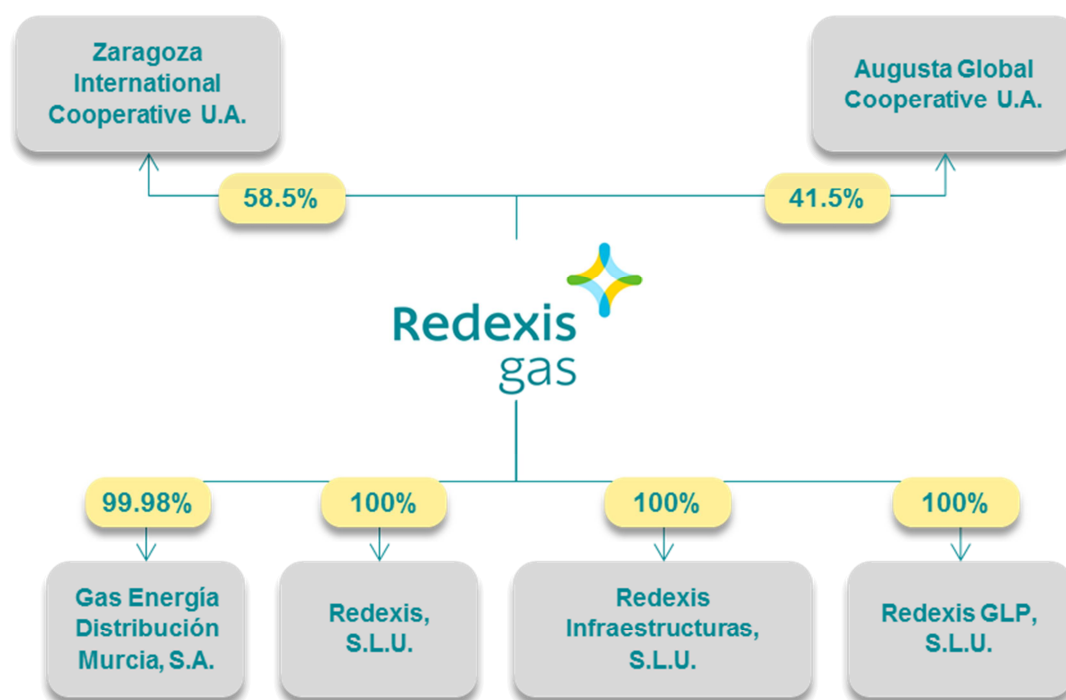 Zaragoza
International
Cooperative U.A.
Augusta Global
Cooperative U.A.
58.5%
41.5%
Redexis
gas
99.98%
100%
100%
100%
Gas Energía
Distribución
Murcia, S.A.
Redexis,
S.L.U.
Redexis
Infraestructuras,
S.L.U.
Redexis GLP,
S.L.U.